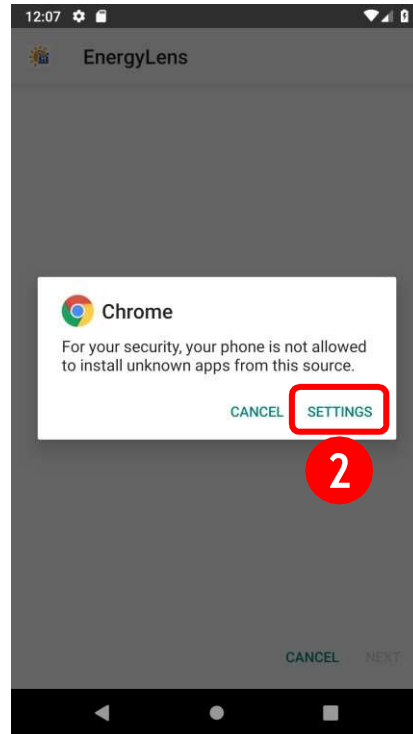 12:07
EnergyLens
Chrome
For your security, your phone is not allowed
to install unknown apps from this source.
CANCEL SETTINGS
2
CANCEL NEXT